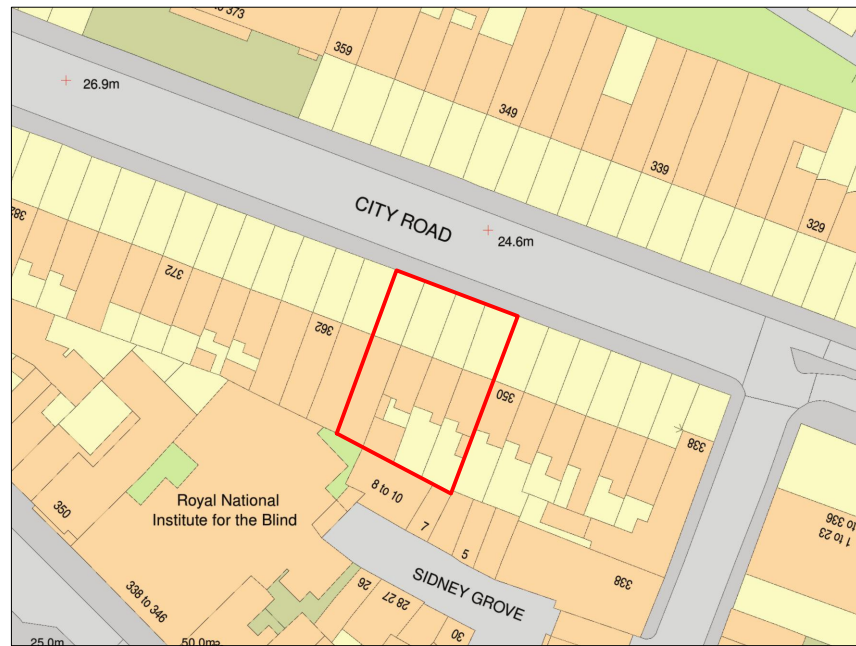 to 373
359
26.9m
349
339
329
CITY ROAD
24.6m
382
372
362
350
338
Royal National
Institute for the Blind
350
8 to 10
7
5
SIDNEY GROVE
338
1 to 23
to 336
338 to 346
26
28 27
30
25.0m
50.0m